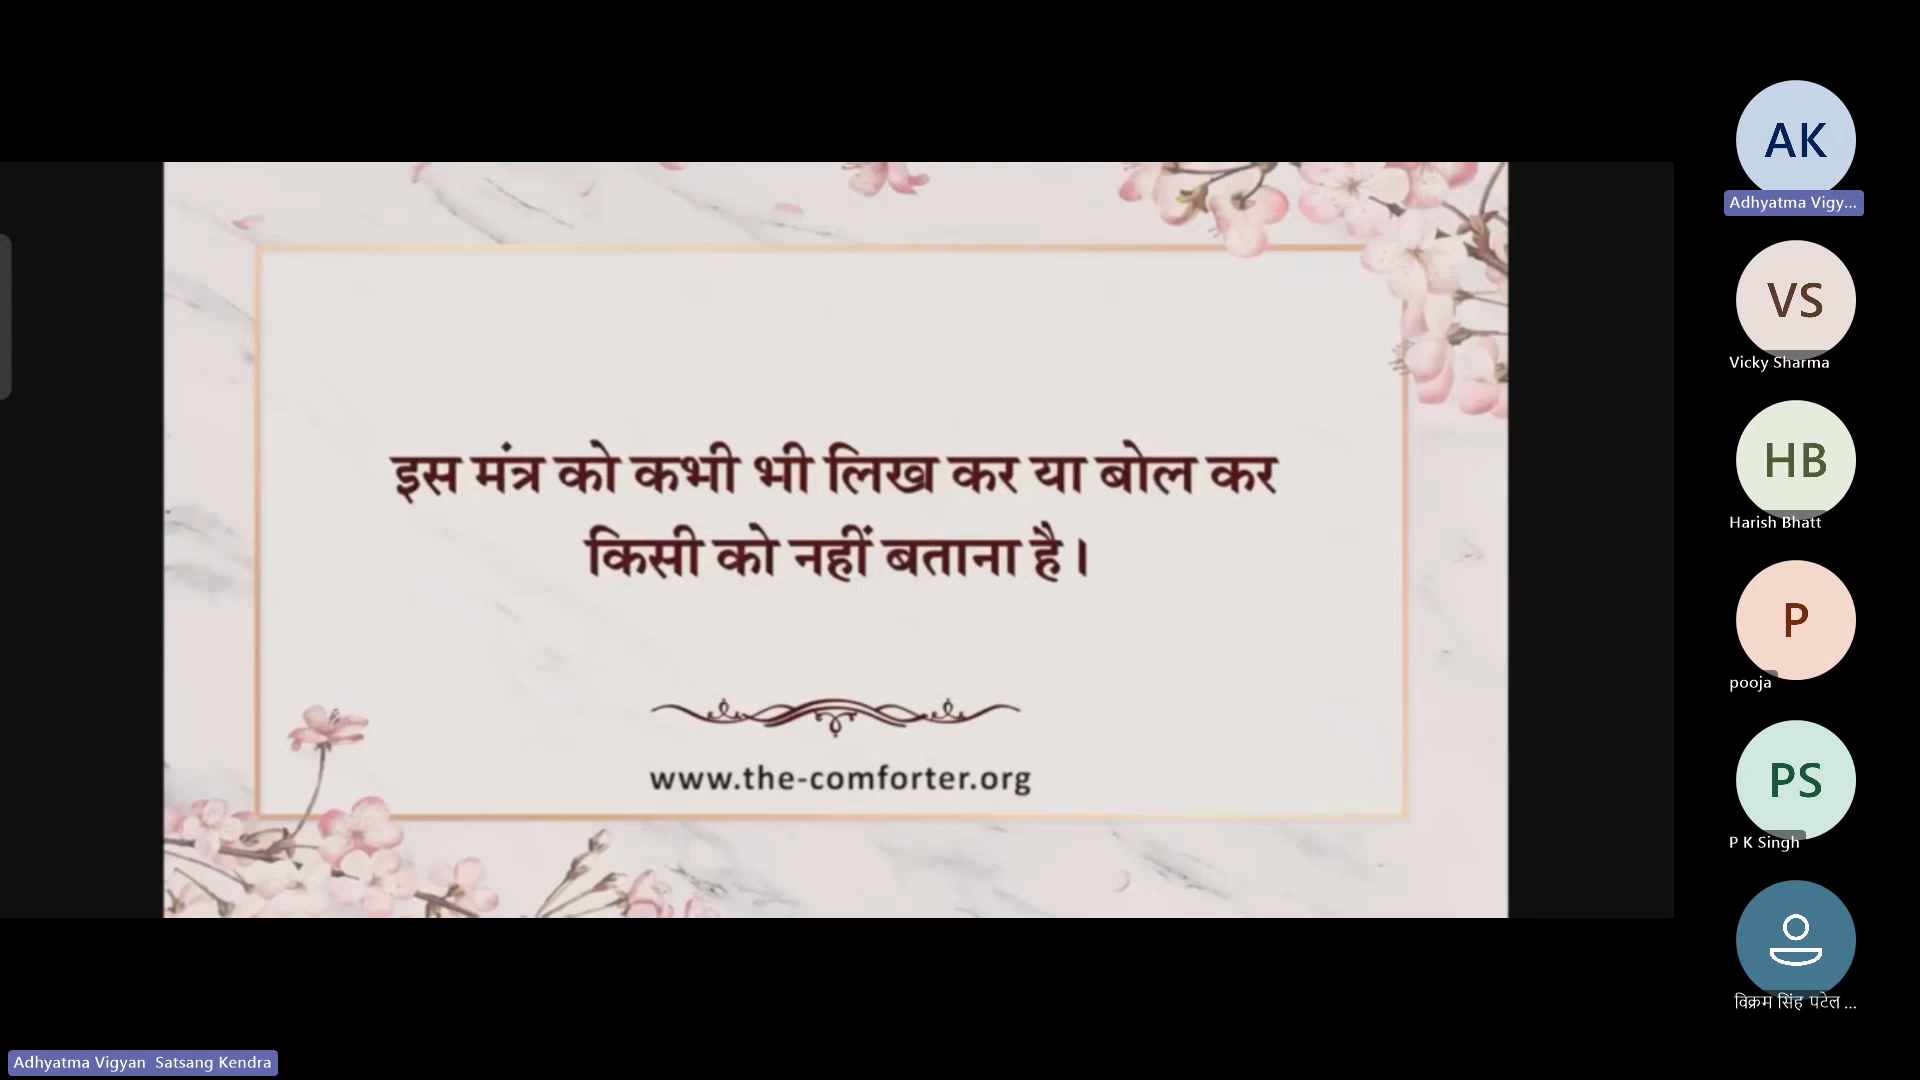 इस मंत्र को कभी भी लिख कर या बोल कर
किसी को नहीं बताना है।
www.the-comforter.org
AK
Adhyatma Vigy...
VS
Vicky Sharma
HB
Harish Bhatt
P
pooja
PS
P K Singh
विक्रम सिंह पटेल ...
Adhyatma Vigyan Satsang Kendra